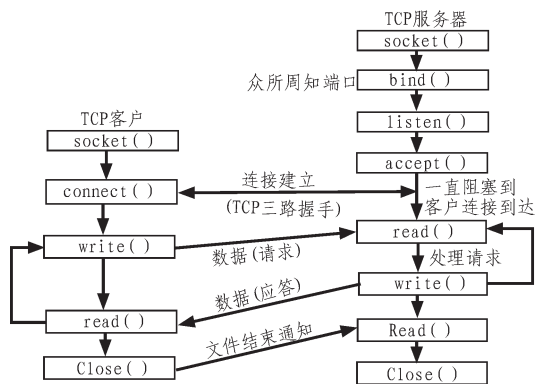 TCP服务器
socket()
众所周知端口
bind()
listen()
TCP客户
socket()
accept()
connect()
连接建立
(TCP三路握手)
一直阻塞到
客户连接到达
write()
数据(请求)
read()
处理请求
数据(应答)
write()
read()
文件结束通知
Read()
Close()
Close()